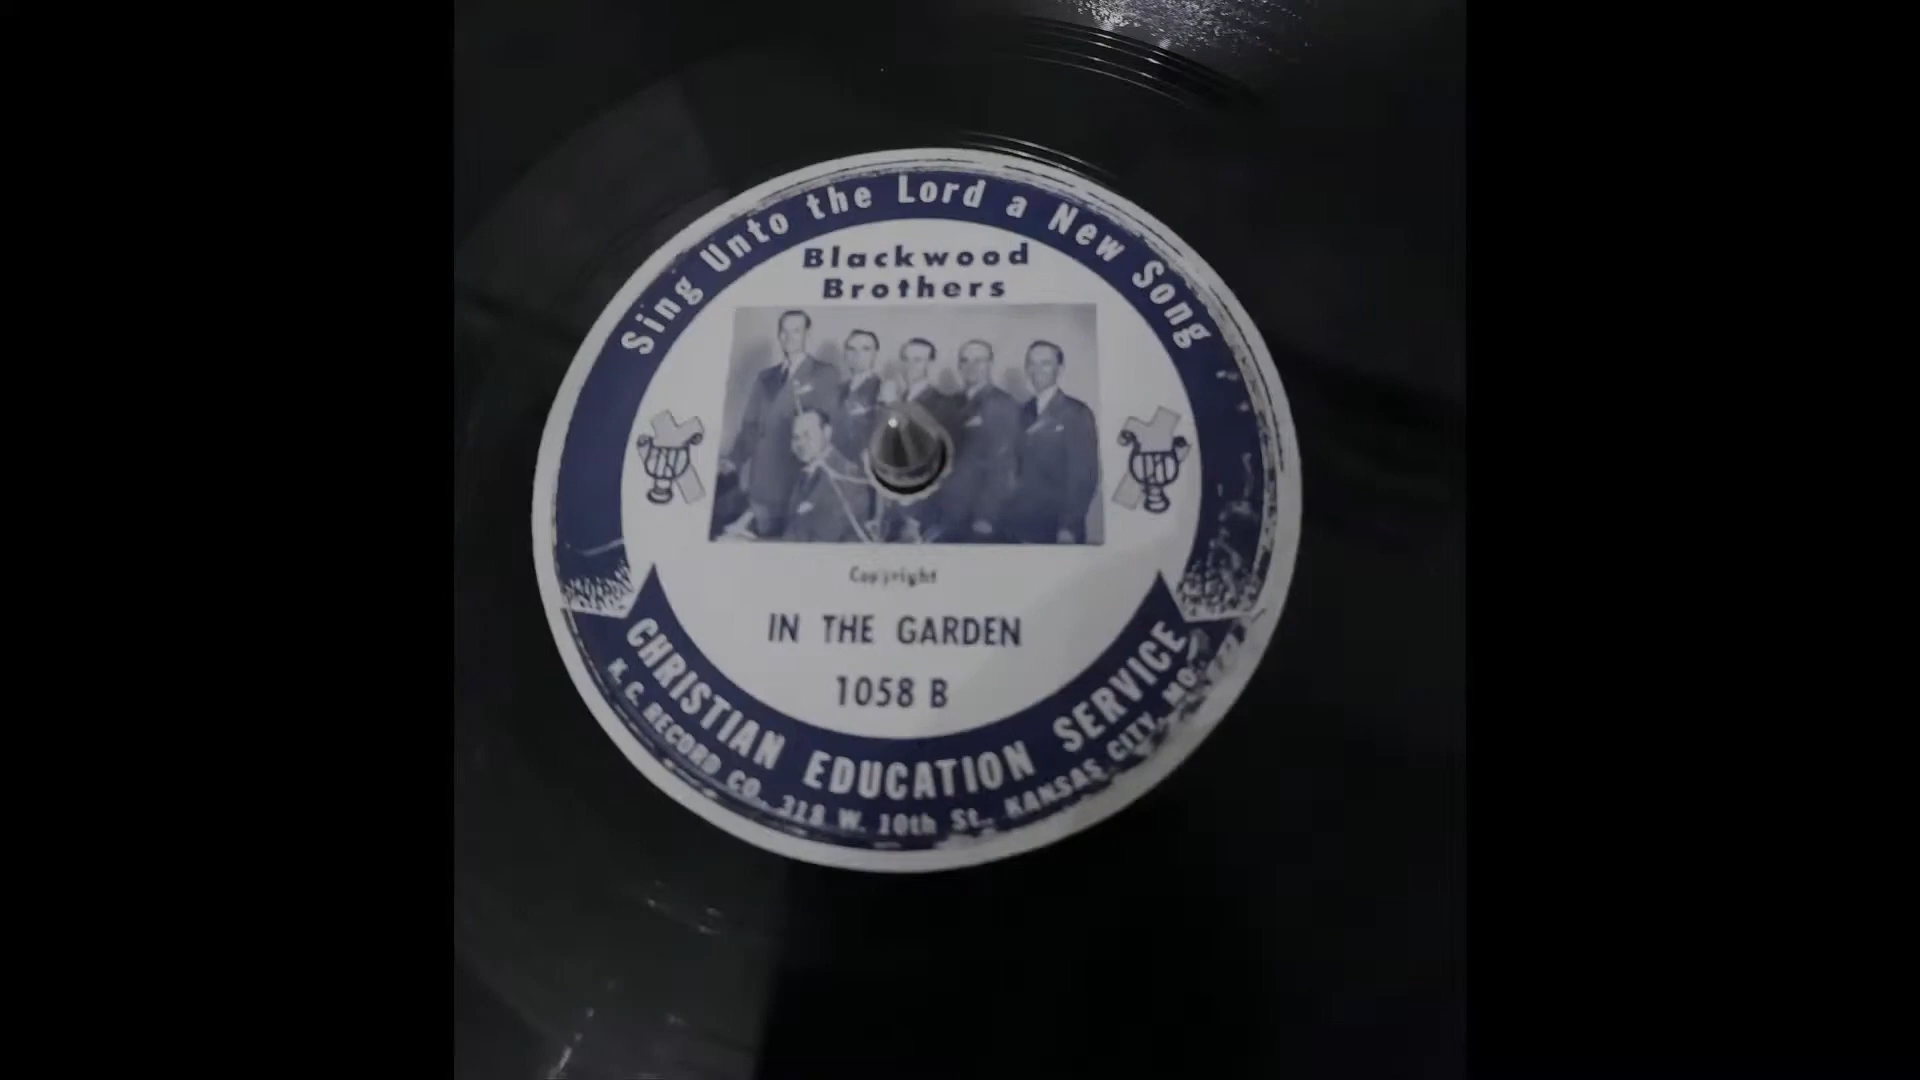 Sing Unto the Lord a New Song
Blackwood
Brothers
Copyright
IN THE GARDEN
1058 B
CHRISTIAN EDUCATION SERVICE
K. C. RECORD CO., 318 W. 10th St., KANSAS CITY, MO.